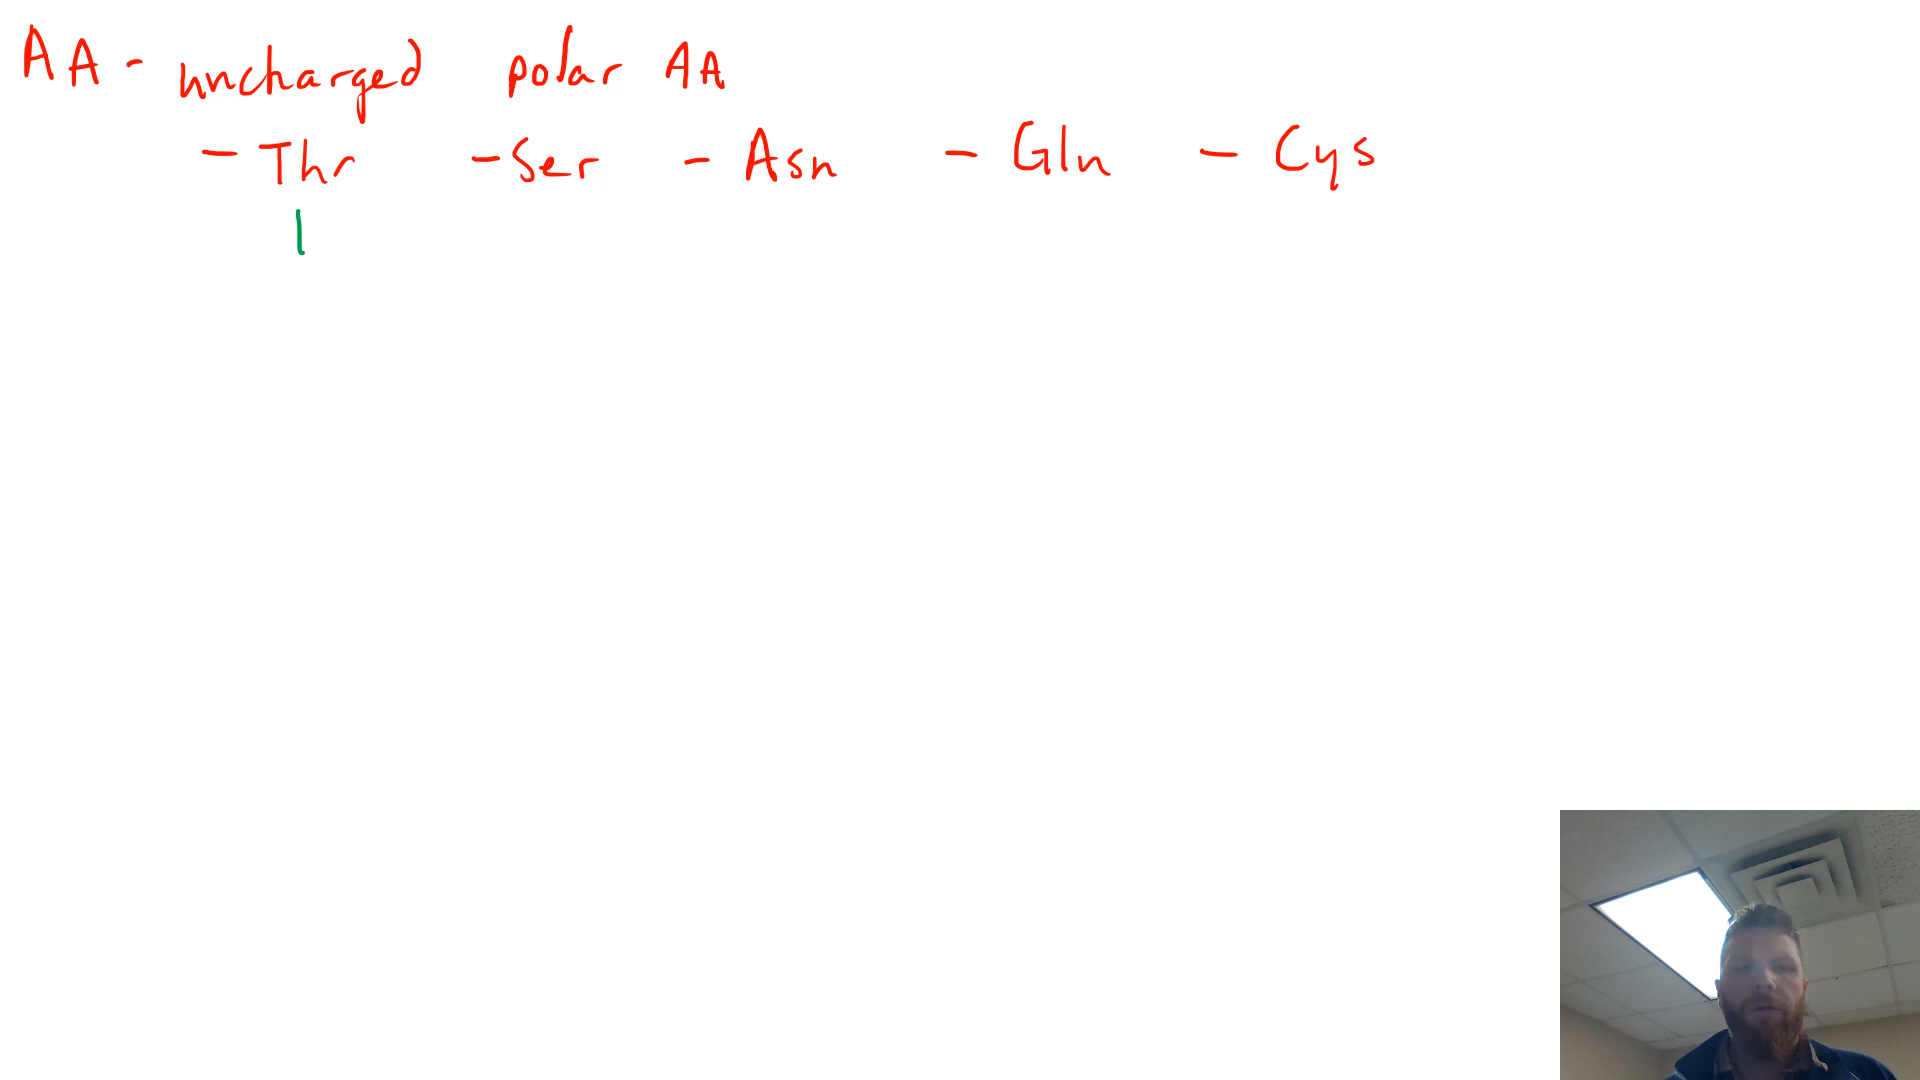 AA - uncharged polar AA
- Thr - Ser - Asn - Gln - Cys